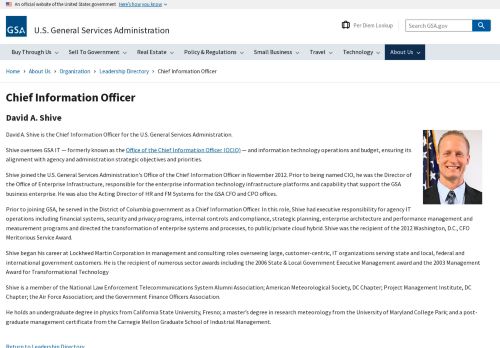 An official website of the United States government Here's how you know
GSA
U.S. General Services Administration
Per Diem Lookup
Search GSA.gov
Buy Through Us
Sell To Government
Real Estate
Policy & Regulations
Small Business
Travel
Technology
About Us
Home › About Us › Organization › Leadership Directory › Chief Information Officer
Chief Information Officer
David A. Shive
David A. Shive is the Chief Information Officer for the U.S. General Services Administration.
Shive oversees GSA IT — formerly known as the Office of the Chief Information Officer (OCIO) — and information technology operations and budget, ensuring its
alignment with agency and administration strategic objectives and priorities.
Shive joined the U.S. General Services Administration's Office of the Chief Information Officer in November 2012. Prior to being named CIO, he was the Director of
the Office of Enterprise Infrastructure, responsible for the enterprise information technology infrastructure platforms and capability that support the GSA
business enterprise. He was also the Acting Director of HR and FM Systems for the GSA CFO and CPO offices.
Prior to joining GSA, he served in the District of Columbia government as a Chief Information Officer. In this role, Shive had executive responsibility for agency IT
operations including financial systems, security and privacy programs, internal controls and compliance, strategic planning, enterprise architecture and performance management and
measurement programs and directed the transformation of enterprise systems and processes, to public/private cloud hybrid. Shive was the recipient of the 2012 Washington, D.C., CFO
Meritorious Service Award.
Shive began his career at Lockheed Martin Corporation in management and consulting roles overseeing large, customer-centric, IT organizations serving state and local, federal and
international government customers. He is the recipient of numerous sector awards including the 2006 State & Local Government Executive Management award and the 2003 Management
Award for Transformational Technology
Shive is a member of the National Law Enforcement Telecommunications System Alumni Association; American Meteorological Society, DC Chapter; Project Management Institute, DC
Chapter; the Air Force Association; and the Government Finance Officers Association.
He holds an undergraduate degree in physics from California State University, Fresno; a master's degree in research meteorology from the University of Maryland College Park; and a post-
graduate management certificate from the Carnegie Mellon Graduate School of Industrial Management.
Return to Leadership Directory